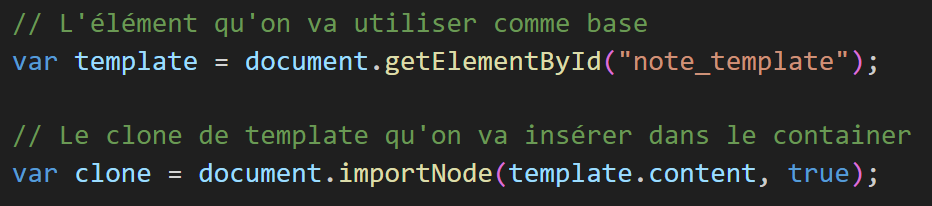 // L'élément qu'on va utiliser comme base
var template = document.getElementById("note_template");
// Le clone de template qu'on va insérer dans le container
var clone = document.importNode(template.content, true);